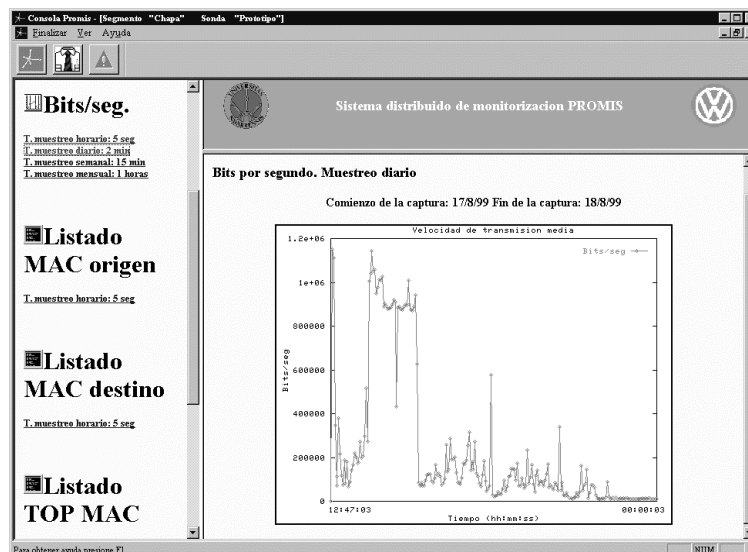 Consola Promis - [Segmento "Chapa" Sonda "Prototipo"]
Finalizar Ver Ayuda
Bits/seg.
T. muestreo horario: 5 seg
T. muestreo diario: 2 min
T. muestreo semanal: 15 min
T. muestreo mensual: 1 horas
Listado
MAC origen
T. muestreo horario: 5 seg
Listado
MAC destino
T. muestreo horario: 5 seg
Listado
TOP MAC
Sistema distribuido de monitorizacion PROMIS
Bits por segundo. Muestreo diario
Comienzo de la captura: 17/8/99 Fin de la captura: 18/8/99
Velocidad de transmision media
Bits/seg
1.2e+06
1e+06
800000
600000
400000
200000
0
Bits/seg
12:47:03
00:00:03
Tiempo (hh:mm:ss)
Para obtener ayuda presione F1
NUM